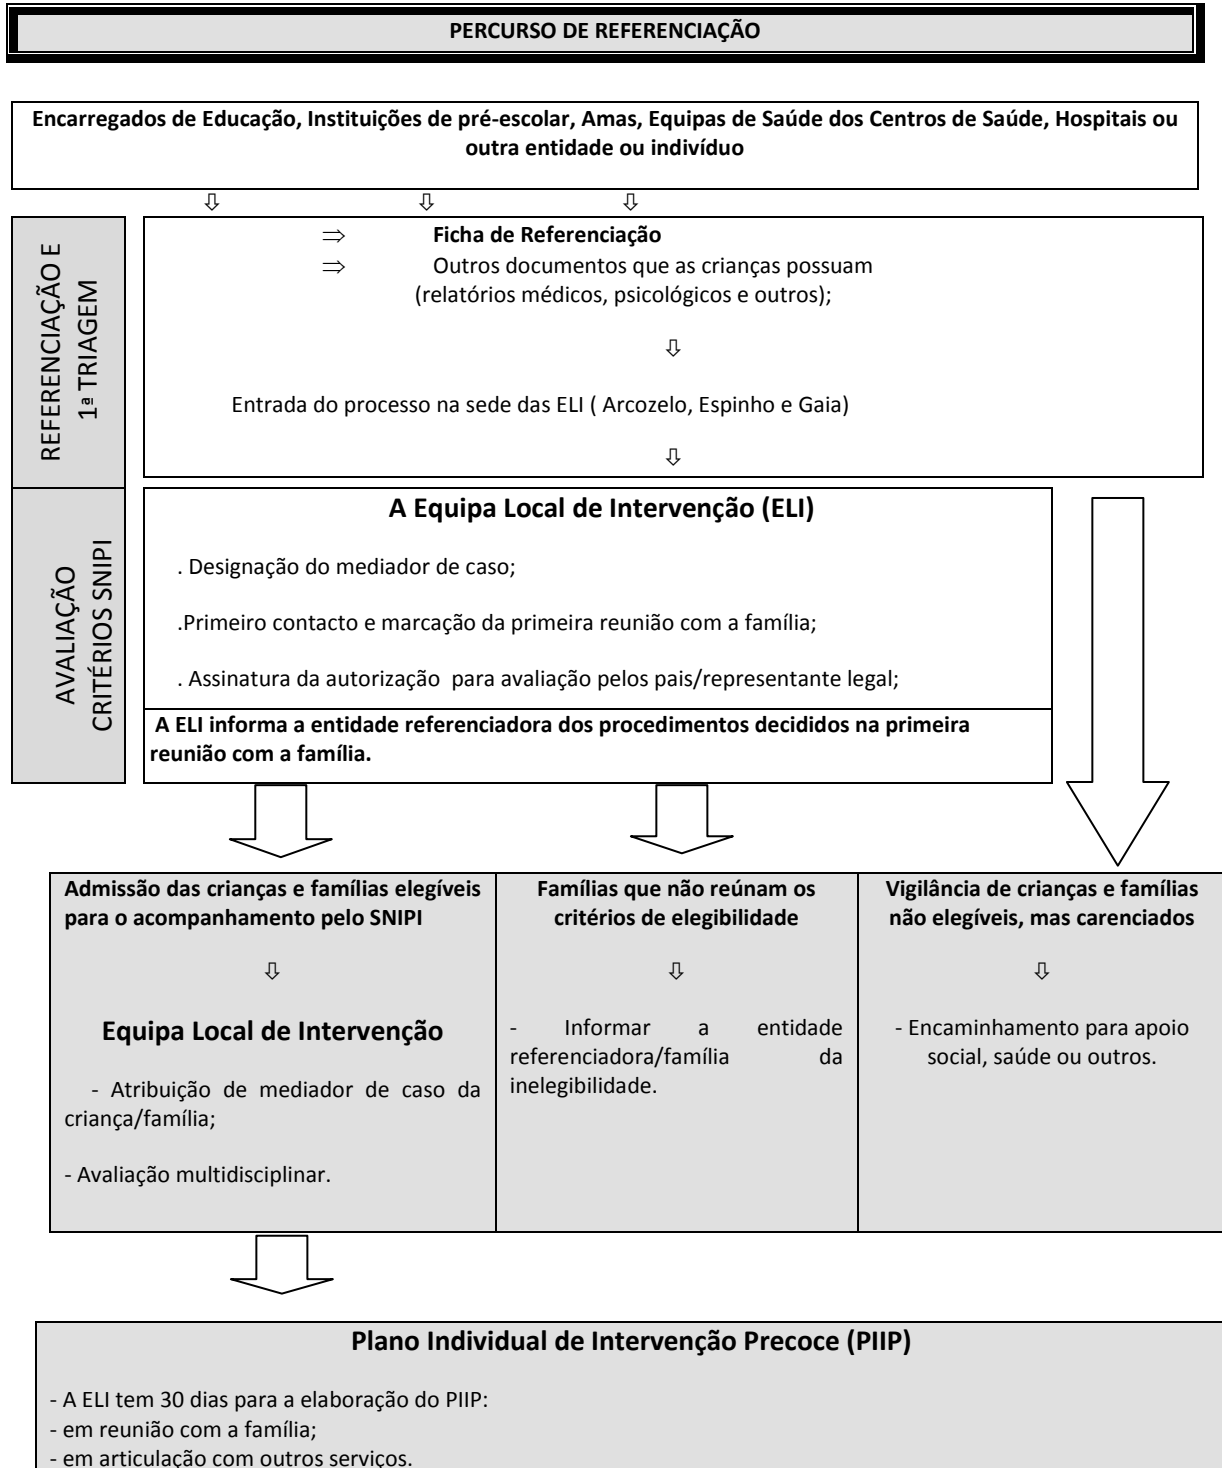 PERCURSO DE REFERENCIAÇÃO
Encarregados de Educação, Instituições de pré-escolar, Amas, Equipas de Saúde dos Centros de Saúde, Hospitais ou
outra entidade ou indivíduo
⇩ ⇩ ⇩
REFERENCIAÇÃO E
1ª TRIAGEM
⇒ Ficha de Referenciação
⇒ Outros documentos que as crianças possuam
(relatórios médicos, psicológicos e outros);
⇩
Entrada do processo na sede das ELI ( Arcozelo, Espinho e Gaia)
⇩
AVALIAÇÃO
CRITÉRIOS SNIPI
A Equipa Local de Intervenção (ELI)
. Designação do mediador de caso;
.Primeiro contacto e marcação da primeira reunião com a família;
. Assinatura da autorização para avaliação pelos pais/representante legal;
A ELI informa a entidade referenciadora dos procedimentos decididos na primeira
reunião com a família.
Admissão das crianças e famílias elegíveis
para o acompanhamento pelo SNIPI
⇩
Equipa Local de Intervenção
- Atribuição de mediador de caso da
criança/família;
- Avaliação multidisciplinar.
Famílias que não reúnam os
critérios de elegibilidade
⇩
- Informar a entidade
referenciadora/família da
inelegibilidade.
Vigilância de crianças e famílias
não elegíveis, mas carenciados
⇩
- Encaminhamento para apoio
social, saúde ou outros.
Plano Individual de Intervenção Precoce (PIIP)
- A ELI tem 30 dias para a elaboração do PIIP:
- em reunião com a família;
- em articulação com outros serviços.